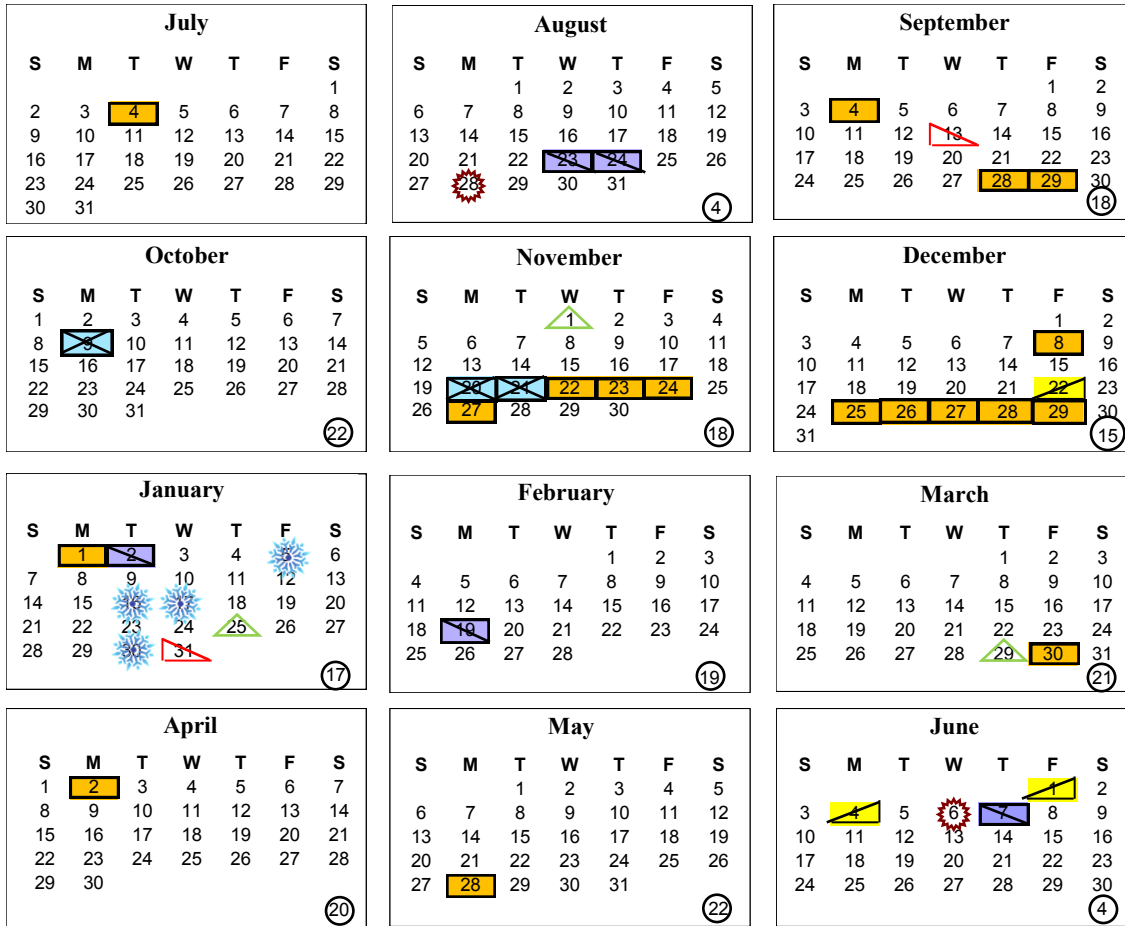 July
S M T W T F S
1
2 3 4 5 6 7 8
9 10 11 12 13 14 15
16 17 18 19 20 21 22
23 24 25 26 27 28 29
30 31
August
S M T W T F S
1 2 3 4 5
6 7 8 9 10 11 12
13 14 15 16 17 18 19
20 21 22 23 24 25 26
27 28 29 30 31
4
September
S M T W T F S
1 2
3 4 5 6 7 8 9
10 11 12 13 14 15 16
17 18 19 20 21 22 23
24 25 26 27 28 29 30
18
October
S M T W T F S
1 2 3 4 5 6 7
8 9 10 11 12 13 14
15 16 17 18 19 20 21
22 23 24 25 26 27 28
29 30 31
22
November
S M T W T F S
1 2 3 4
5 6 7 8 9 10 11
12 13 14 15 16 17 18
19 20 21 22 23 24 25
26 27 28 29 30
18
December
S M T W T F S
1 2
3 4 5 6 7 8 9
10 11 12 13 14 15 16
17 18 19 20 21 22 23
24 25 26 27 28 29 30
31
15
January
S M T W T F S
1 2 3 4 5 6
7 8 9 10 11 12 13
14 15 16 17 18 19 20
21 22 23 24 25 26 27
28 29 30 31
17
February
S M T W T F S
1 2 3
4 5 6 7 8 9 10
11 12 13 14 15 16 17
18 19 20 21 22 23 24
25 26 27 28
19
March
S M T W T F S
1 2 3
4 5 6 7 8 9 10
11 12 13 14 15 16 17
18 19 20 21 22 23 24
25 26 27 28 29 30 31
21
April
S M T W T F S
1 2 3 4 5 6 7
8 9 10 11 12 13 14
15 16 17 18 19 20 21
22 23 24 25 26 27 28
29 30
20
May
S M T W T F S
1 2 3 4 5
6 7 8 9 10 11 12
13 14 15 16 17 18 19
20 21 22 23 24 25 26
27 28 29 30 31
22
June
S M T W T F S
1 2
3 4 5 6 7 8 9
10 11 12 13 14 15 16
17 18 19 20 21 22 23
24 25 26 27 28 29 30
4